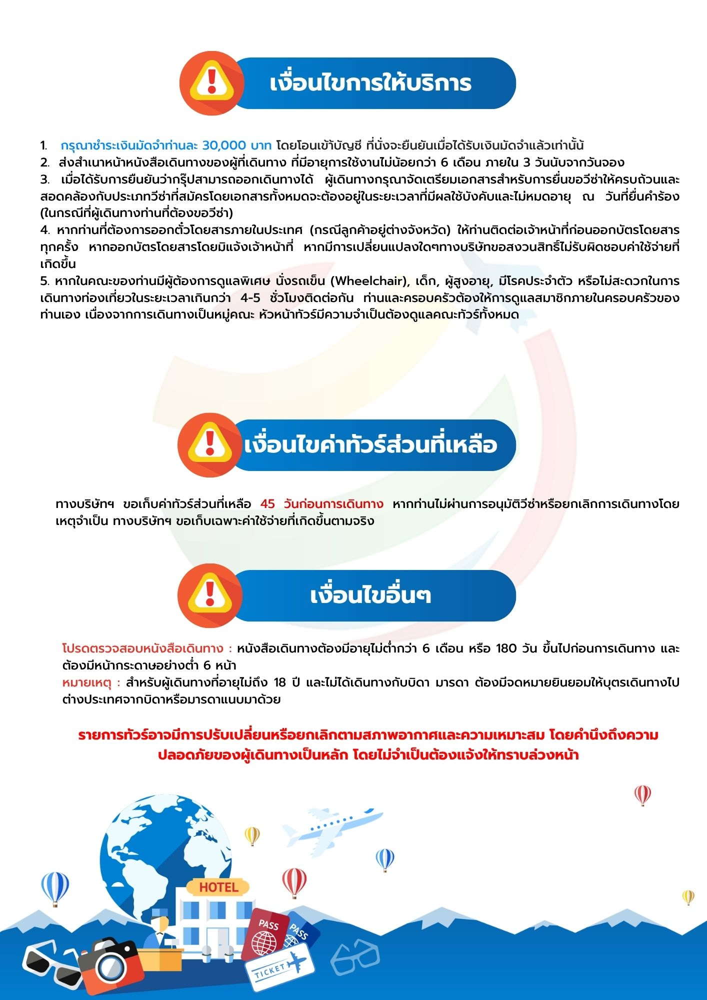 เงื่อนไขการให้บริการ
1. กรุณาชำระเงินมัดจำท่านละ 30,000 บาท โดยโอนเข้าบัญชี ที่นั่งจะยืนยันเมื่อได้รับเงินมัดจำแล้วเท่านั้น
2. ส่งสำเนาหน้าหนังสือเดินทางของผู้ที่เดินทาง ที่มีอายุการใช้งานไม่น้อยกว่า 6 เดือน ภายใน 3 วันนับจากวันจอง
3. เมื่อได้รับการยืนยันว่ากรุ๊ปสามารถออกเดินทางได้ ผู้เดินทางกรุณาจัดเตรียมเอกสารสำหรับการยื่นขอวีซ่าให้ครบถ้วนและ
สอดคล้องกับประเภทวีซ่าที่สมัครโดยเอกสารทั้งหมดจะต้องอยู่ในระยะเวลาที่มีผลใช้บังคับและไม่หมดอายุ ณ วันที่ยื่นคำร้อง
(ในกรณีที่ผู้เดินทางท่านที่ต้องขอวีซ่า)
4. หากท่านที่ต้องการออกตั๋วโดยสารภายในประเทศ (กรณีลูกค้าอยู่ต่างจังหวัด) ให้ท่านติดต่อเจ้าหน้าที่ก่อนออกบัตรโดยสาร
ทุกครั้ง หากออกบัตรโดยสารโดยมิแจ้งเจ้าหน้าที่ หากมีการเปลี่ยนแปลงใดๆทางบริษัทขอสงวนสิทธิ์ไม่รับผิดชอบค่าใช้จ่ายที่
เกิดขึ้น
5. หากในคณะของท่านมีผู้ต้องการดูแลพิเศษ นั่งรถเข็น (Wheelchair), เด็ก, ผู้สูงอายุ, มีโรคประจำตัว หรือไม่สะดวกในการ
เดินทางท่องเที่ยวในระยะเวลาเกินกว่า 4-5 ชั่วโมงติดต่อกัน ท่านและครอบครัวต้องให้การดูแลสมาชิกภายในครอบครัวของ
ท่านเอง เนื่องจากการเดินทางเป็นหมู่คณะ หัวหน้าทัวร์มีความจำเป็นต้องดูแลคณะทัวร์ทั้งหมด
เงื่อนไขค่าทัวร์ส่วนที่เหลือ
ทางบริษัทฯ ขอเก็บค่าทัวร์ส่วนที่เหลือ 45 วันก่อนการเดินทาง หากท่านไม่ผ่านการอนุมัติวีซ่าหรือยกเลิกการเดินทางโดย
เหตุจำเป็น ทางบริษัทฯ ขอเก็บเฉพาะค่าใช้จ่ายที่เกิดขึ้นตามจริง
เงื่อนไขอื่นๆ
โปรดตรวจสอบหนังสือเดินทาง : หนังสือเดินทางต้องมีอายุไม่ต่ำกว่า 6 เดือน หรือ 180 วัน ขึ้นไปก่อนการเดินทาง และ
ต้องมีหน้ากระดาษอย่างต่ำ 6 หน้า
หมายเหตุ : สำหรับผู้เดินทางที่อายุไม่ถึง 18 ปี และไม่ได้เดินทางกับบิดา มารดา ต้องมีจดหมายยินยอมให้บุตรเดินทางไป
ต่างประเทศจากบิดาหรือมารดาแนบมาด้วย
รายการทัวร์อาจมีการปรับเปลี่ยนหรือยกเลิกตามสภาพอากาศและความเหมาะสม โดยคำนึงถึงความ
ปลอดภัยของผู้เดินทางเป็นหลัก โดยไม่จำเป็นต้องแจ้งให้ทราบล่วงหน้า
HOTEL
PASS
PASS
TICKET